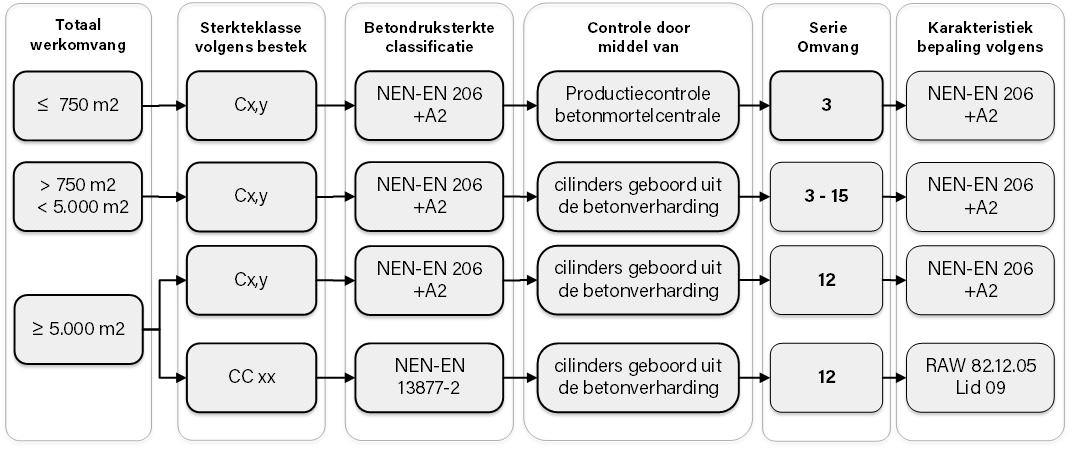 Totaal
werkomvang
Sterkteklasse
volgens bestek
Betondruksterkte
classificatie
Controle door
middel van
Serie
Omvang
Karakteristiek
bepaling volgens
≤ 750 m2
Cx,y
NEN-EN 206
+A2
Productiecontrole
betonmortelcentrale
3
NEN-EN 206
+A2
> 750 m2
< 5.000 m2
Cx,y
NEN-EN 206
+A2
cilinders geboord uit
de betonverharding
3 - 15
NEN-EN 206
+A2
≥ 5.000 m2
Cx,y
NEN-EN 206
+A2
cilinders geboord uit
de betonverharding
12
NEN-EN 206
+A2
CC xx
NEN-EN
13877-2
cilinders geboord uit
de betonverharding
12
RAW 82.12.05
Lid 09